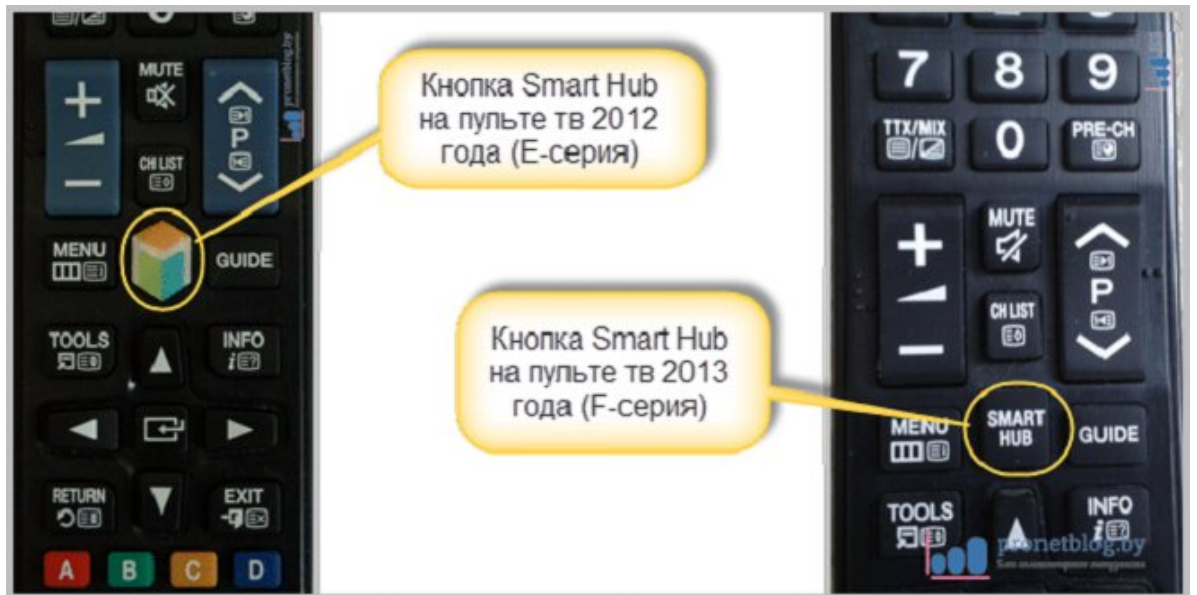 MUTE
+
P
−
CH LIST
MENU
GUIDE
TOOLS
INFO
RETURN
EXIT
A B C D
pronetblog.by
Кнопка Smart Hub
на пульте тв 2012
года (E-серия)
Кнопка Smart Hub
на пульте тв 2013
года (F-серия)
7 8 9
TTX/MIX
0
PRE-CH
MUTE
+
P
−
CH LIST
MENU
SMART
HUB
GUIDE
TOOLS
INFO
pronetblog.by